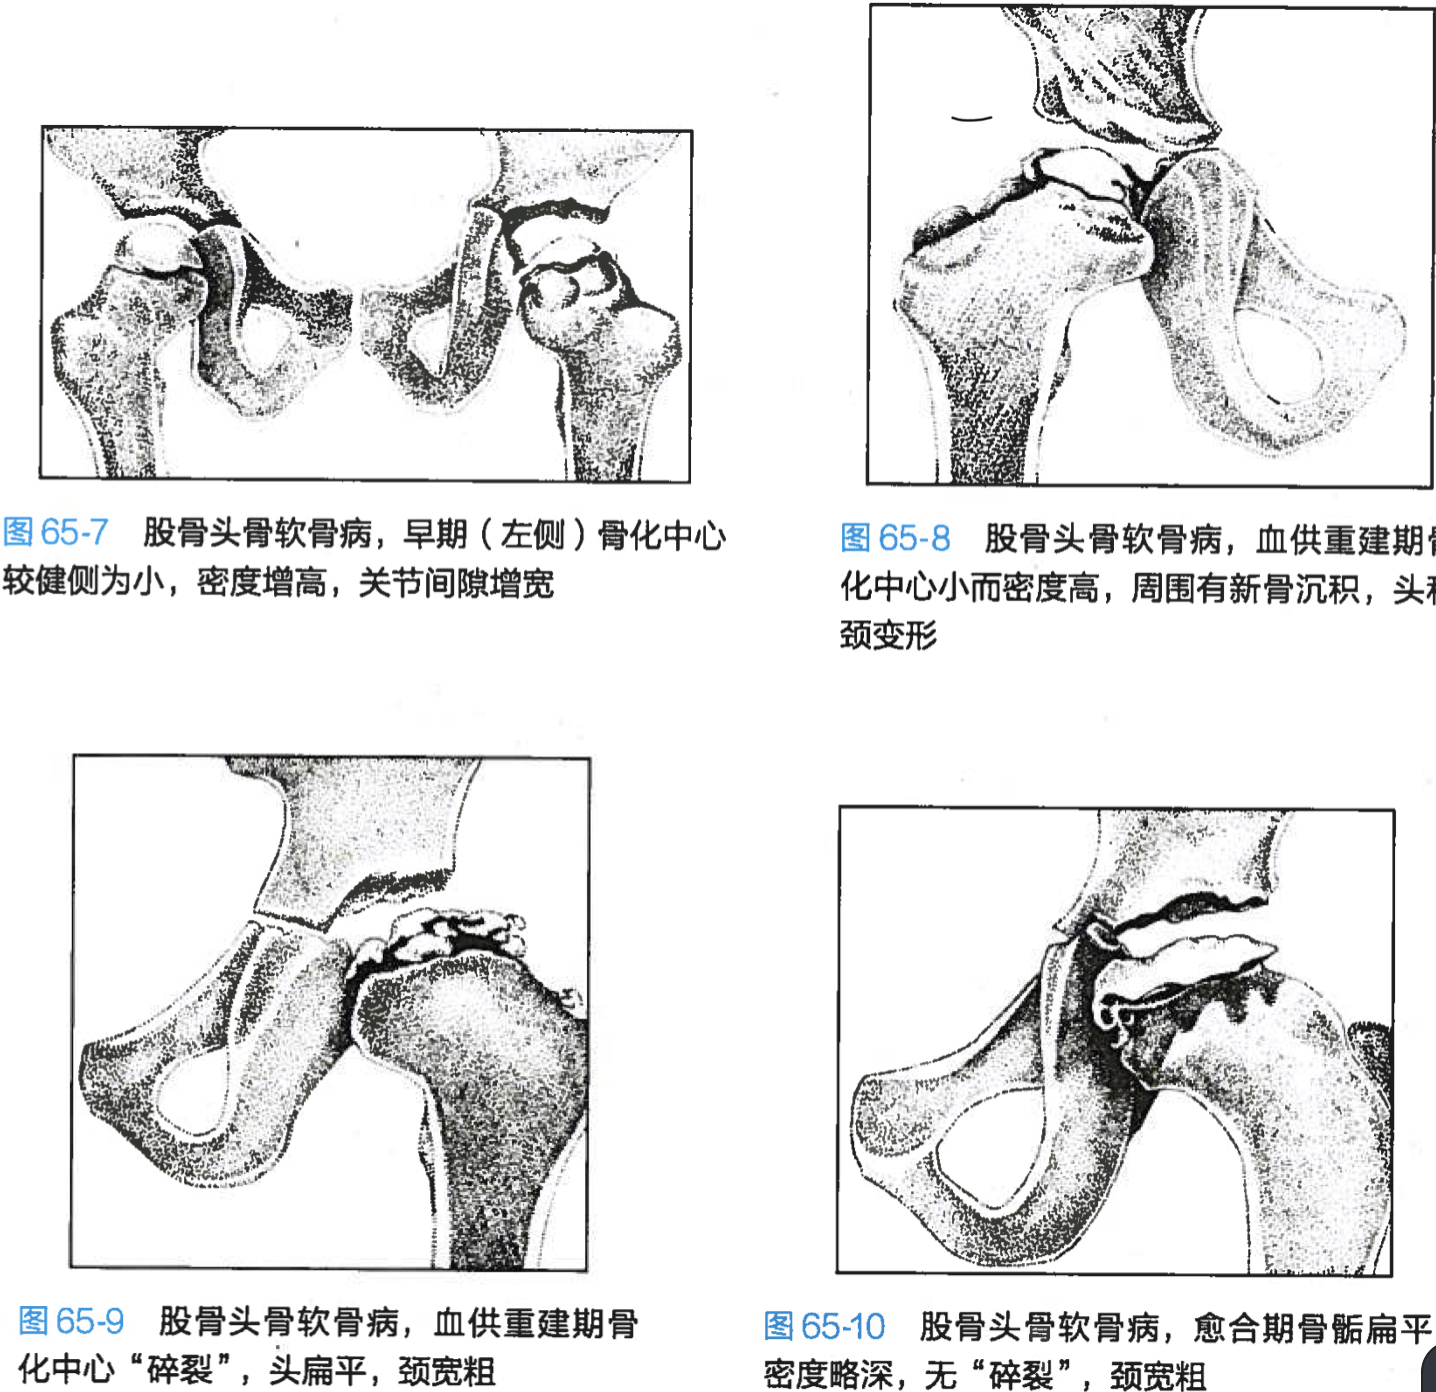 图 65-7 股骨头骨软骨病，早期（左侧）骨化中心
较健侧为小，密度增高，关节间隙增宽
图 65-8 股骨头骨软骨病，血供重建期
化中心小而密度高，周围有新骨沉积，头
颈变形
图 65-9 股骨头骨软骨病，血供重建期骨
化中心“碎裂”，头扁平，颈宽粗
图 65-10 股骨头骨软骨病，愈合期骨骺扁平
密度略深，无“碎裂”，颈宽粗